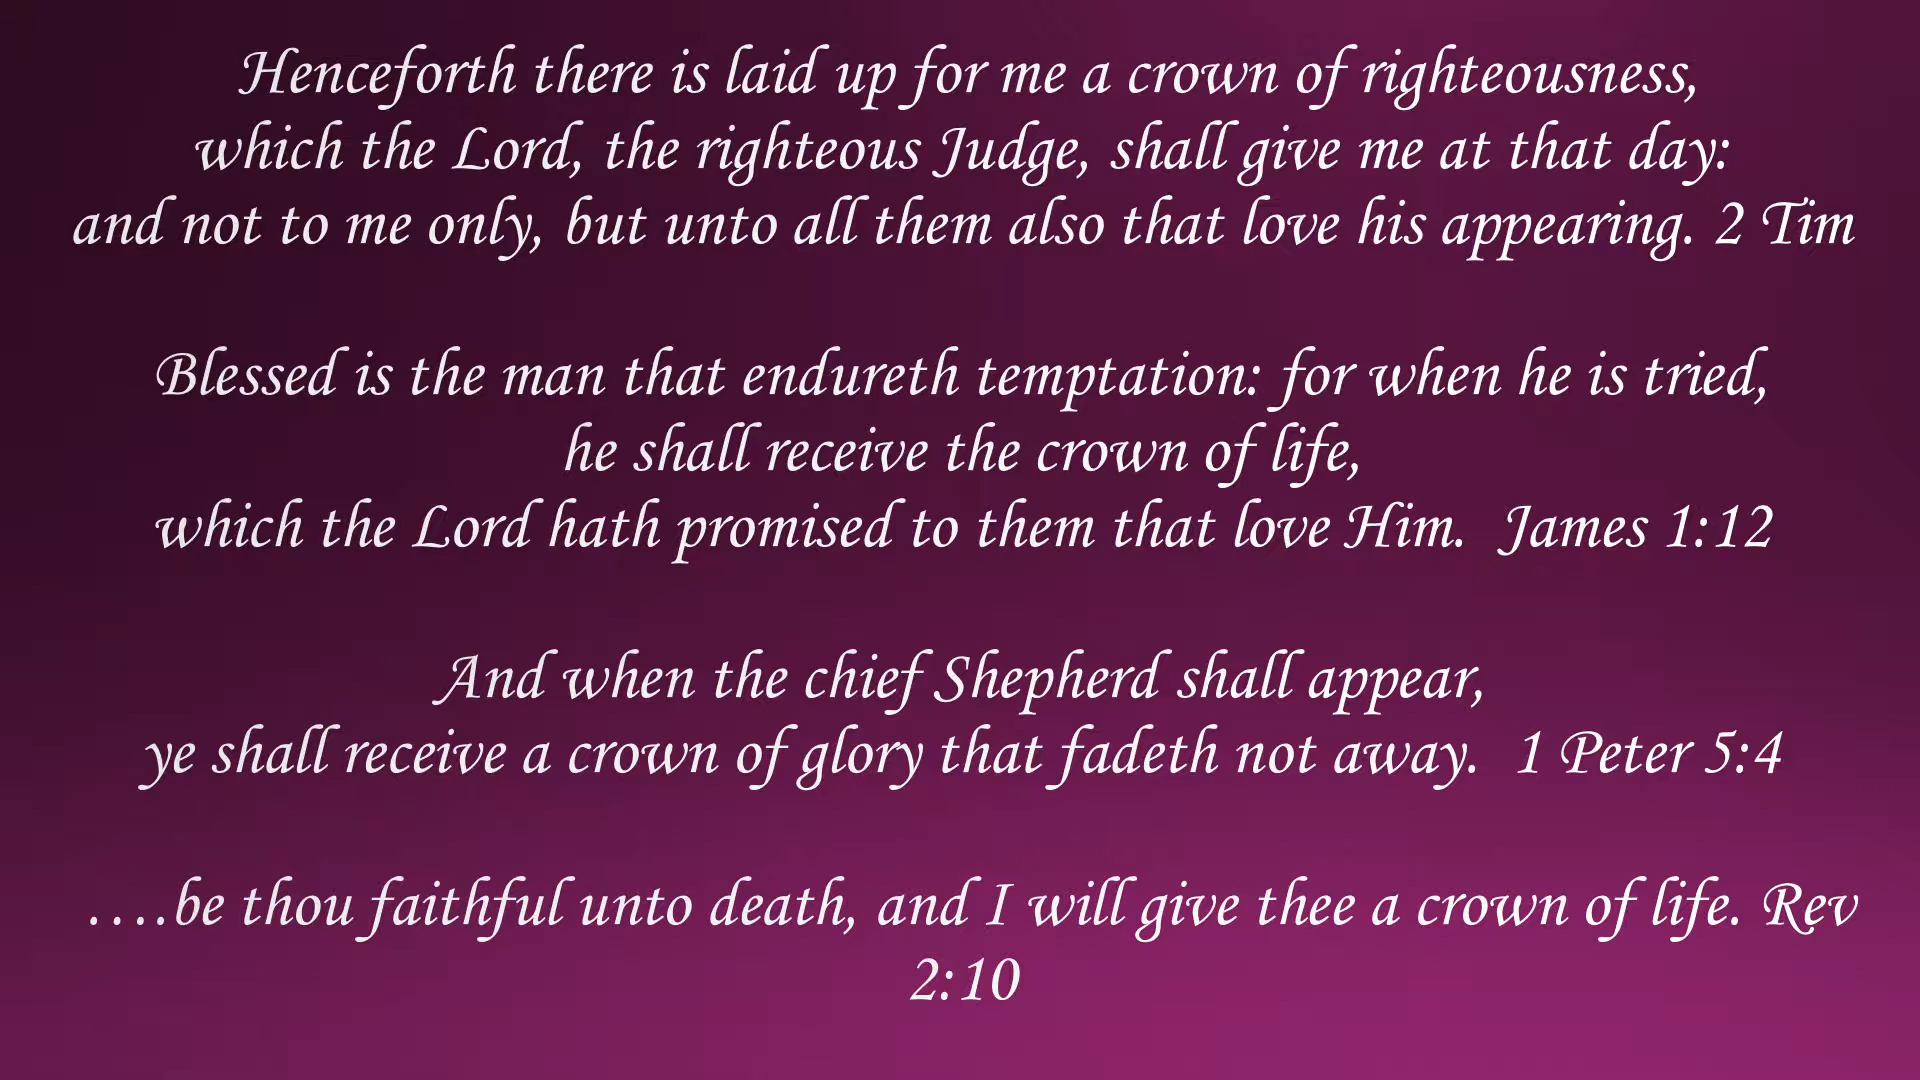 Henceforth there is laid up for me a crown of righteousness,
which the Lord, the righteous Judge, shall give me at that day:
and not to me only, but unto all them also that love his appearing. 2 Tim
Blessed is the man that endureth temptation: for when he is tried,
he shall receive the crown of life,
which the Lord hath promised to them that love Him.  James 1:12
And when the chief Shepherd shall appear,
ye shall receive a crown of glory that fadeth not away.  1 Peter 5:4
….be thou faithful unto death, and I will give thee a crown of life. Rev
2:10